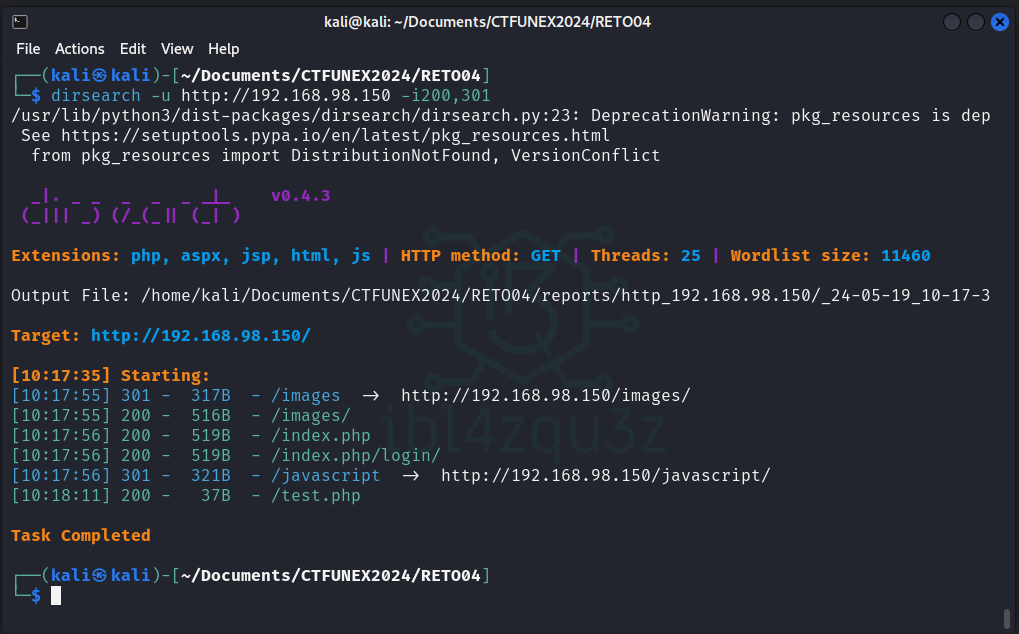 kali@kali: ~/Documents/CTFUNEX2024/RETO04
File Actions Edit View Help
┌──(kali㉿kali)-[~/Documents/CTFUNEX2024/RETO04]
└─$ dirsearch -u http://192.168.98.150 -i200,301
/usr/lib/python3/dist-packages/dirsearch/dirsearch.py:23: DeprecationWarning: pkg_resources is dep
 See https://setuptools.pypa.io/en/latest/pkg_resources.html
  from pkg_resources import DistributionNotFound, VersionConflict
  _|. _ _  _  _  _ _|_    v0.4.3
 (_||| _) (/_(_|| (_| )
Extensions: php, aspx, jsp, html, js | HTTP method: GET | Threads: 25 | Wordlist size: 11460
Output File: /home/kali/Documents/CTFUNEX2024/RETO04/reports/http_192.168.98.150/_24-05-19_10-17-3
Target: http://192.168.98.150/
[10:17:35] Starting:
[10:17:55] 301 -  317B  - /images  ->  http://192.168.98.150/images/
[10:17:55] 200 -  516B  - /images/
[10:17:56] 200 -  519B  - /index.php
[10:17:56] 200 -  519B  - /index.php/login/
[10:17:56] 301 -  321B  - /javascript  ->  http://192.168.98.150/javascript/
[10:18:11] 200 -   37B  - /test.php
jbl4zqu3z
Task Completed
┌──(kali㉿kali)-[~/Documents/CTFUNEX2024/RETO04]
└─$